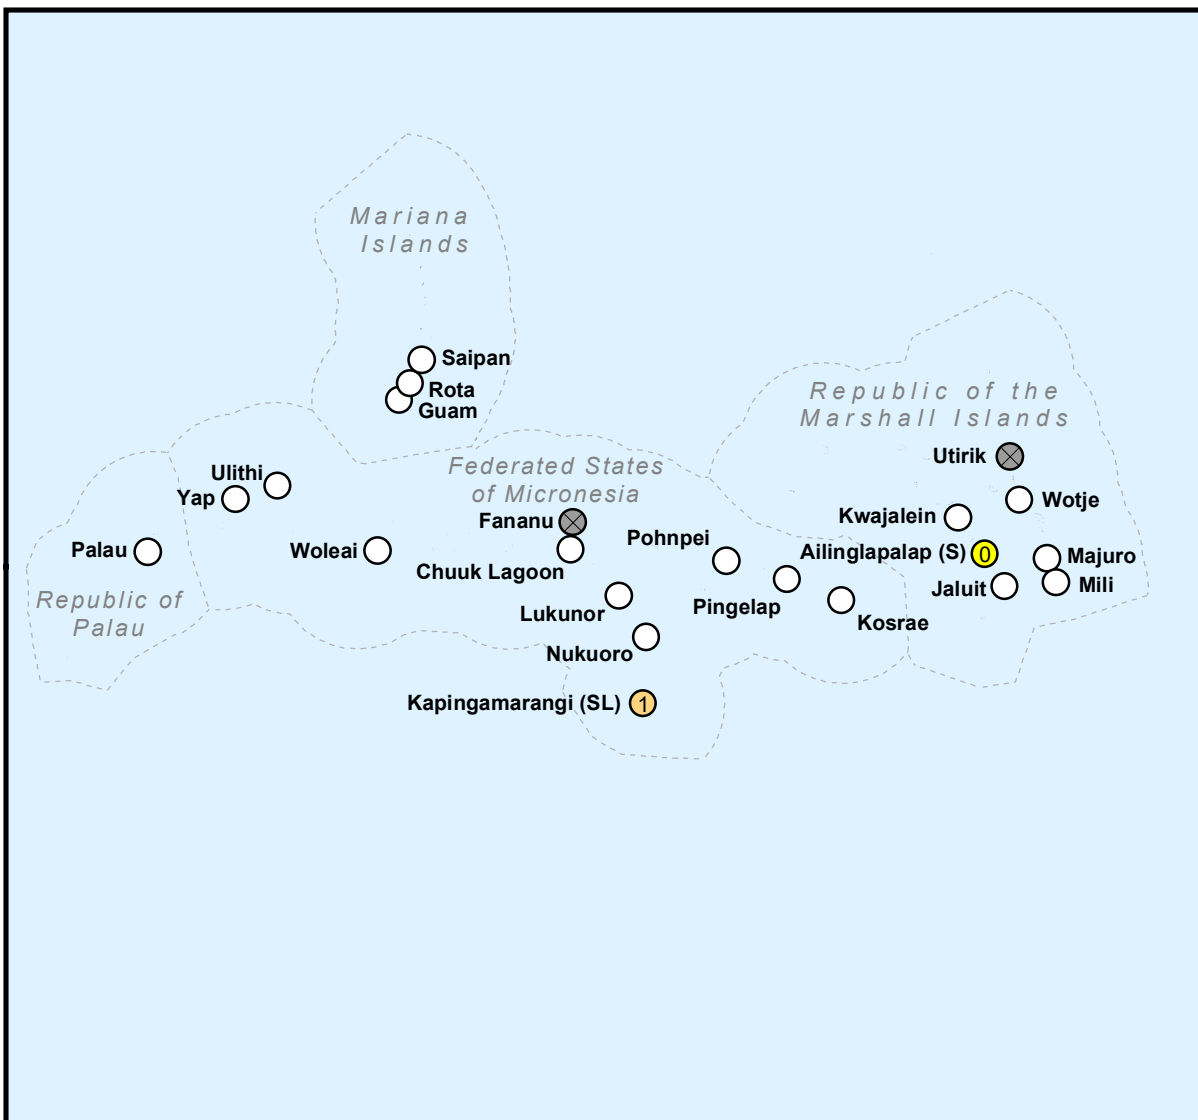 Mariana
Islands
Saipan
Rota
Guam
Republic of the
Marshall Islands
Utirik
Wotje
Kwajalein
Ailinglapalap (S) 0
Majuro
Jaluit
Mili
Federated States
of Micronesia
Ulithi
Yap
Fananu
Palau
Woleai
Chuuk Lagoon
Pohnpei
Republic of
Palau
Lukunor
Pingelap
Kosrae
Nukuoro
Kapingamarangi (SL) 1